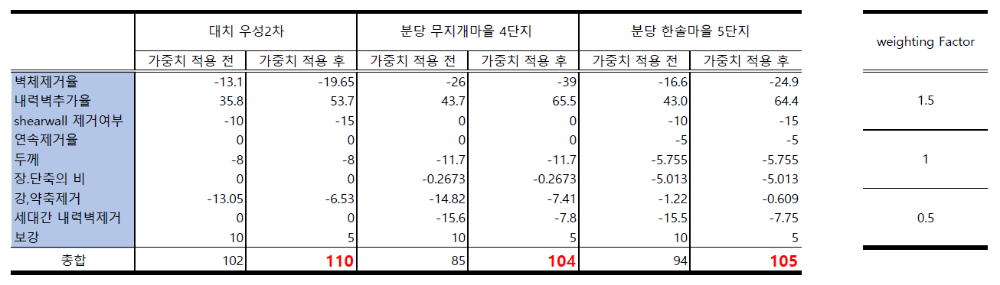 대치 우성2차 분당 무지개마을 4단지 분당 한솔마을 5단지 weighting Factor
가중치 적용 전 가중치 적용 후 가중치 적용 전 가중치 적용 후 가중치 적용 전 가중치 적용 후
벽체제거율 -13.1 -19.65 -26 -39 -16.6 -24.9
내력벽추가율 35.8 53.7 43.7 65.5 43.0 64.4 1.5
shearwall 제거여부 -10 -15 0 0 -10 -15
연속제거율 0 0 0 0 -5 -5
두께 -8 -8 -11.7 -11.7 -5.755 -5.755 1
장.단축의 비 0 0 -0.2673 -0.2673 -5.013 -5.013
강,약축제거 -13.05 -6.53 -14.82 -7.41 -1.22 -0.609
세대간 내력벽제거 0 0 -15.6 -7.8 -15.5 -7.75 0.5
보강 10 5 10 5 10 5
총합 102 110 85 104 94 105